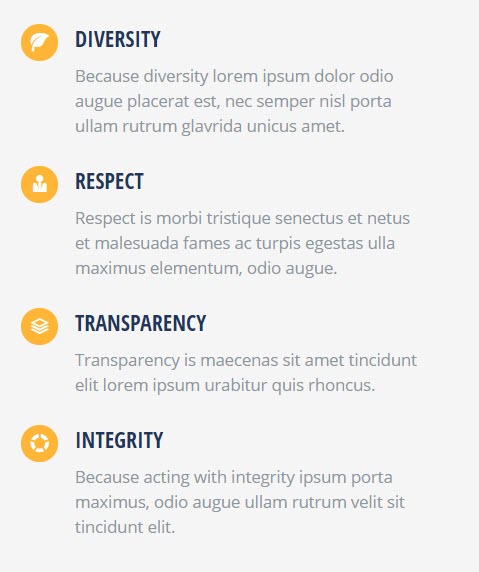 DIVERSITY
Because diversity lorem ipsum dolor odio
augue placerat est, nec semper nisl porta
ullam rutrum glavrida unicus amet.
RESPECT
Respect is morbi tristique senectus et netus
et malesuada fames ac turpis egestas ulla
maximus elementum, odio augue.
TRANSPARENCY
Transparency is maecenas sit amet tincidunt
elit lorem ipsum urabitur quis rhoncus.
INTEGRITY
Because acting with integrity ipsum porta
maximus, odio augue ullam rutrum velit sit
tincidunt elit.